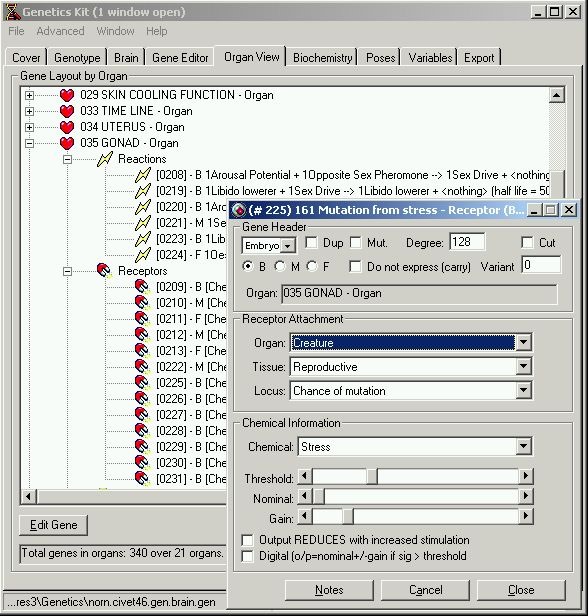 Genetics Kit (1 window open)
File Advanced Window Help
Cover Genotype Brain Gene Editor Organ View Biochemistry Poses Variables Export
Gene Layout by Organ
029 SKIN COOLING FUNCTION - Organ
033 TIME LINE - Organ
034 UTERUS - Organ
035 GONAD - Organ
Reactions
[0208] - B 1Arousal Potential + 1Opposite Sex Pheromone --> 1Sex Drive + <nothing>
[0219] - B 1Libido lowerer + 1Sex Drive --> 1Libido lowerer + <nothing> (half life = 50
[0220] - B 1Aro
[0221] - M 1Se
[0223] - B 1Lib
[0224] - F 1Oes
Receptors
[0209] - B [Che
[0210] - M [Che
[0211] - F [Che
[0212] - M [Che
[0213] - F [Che
[0222] - M [Che
[0225] - B [Che
[0226] - B [Che
[0227] - B [Che
[0228] - B [Che
[0229] - B [Che
[0230] - B [Che
[0231] - B [Che
Edit Gene
Total genes in organs: 340 over 21 organs.
...res3\Genetics\norn.civet46.gen.brain.gen
(# 225) 161 Mutation from stress - Receptor (B...
Gene Header
Embryo Dup Mut. Degree: 128 Cut
B M F Do not express (carry) Variant 0
Organ: 035 GONAD - Organ
Receptor Attachment
Organ: Creature
Tissue: Reproductive
Locus: Chance of mutation
Chemical Information
Chemical: Stress
Threshold:
Nominal:
Gain:
Output REDUCES with increased stimulation
Digital (o/p=nominal+/-gain if sig > threshold
Notes Cancel Close